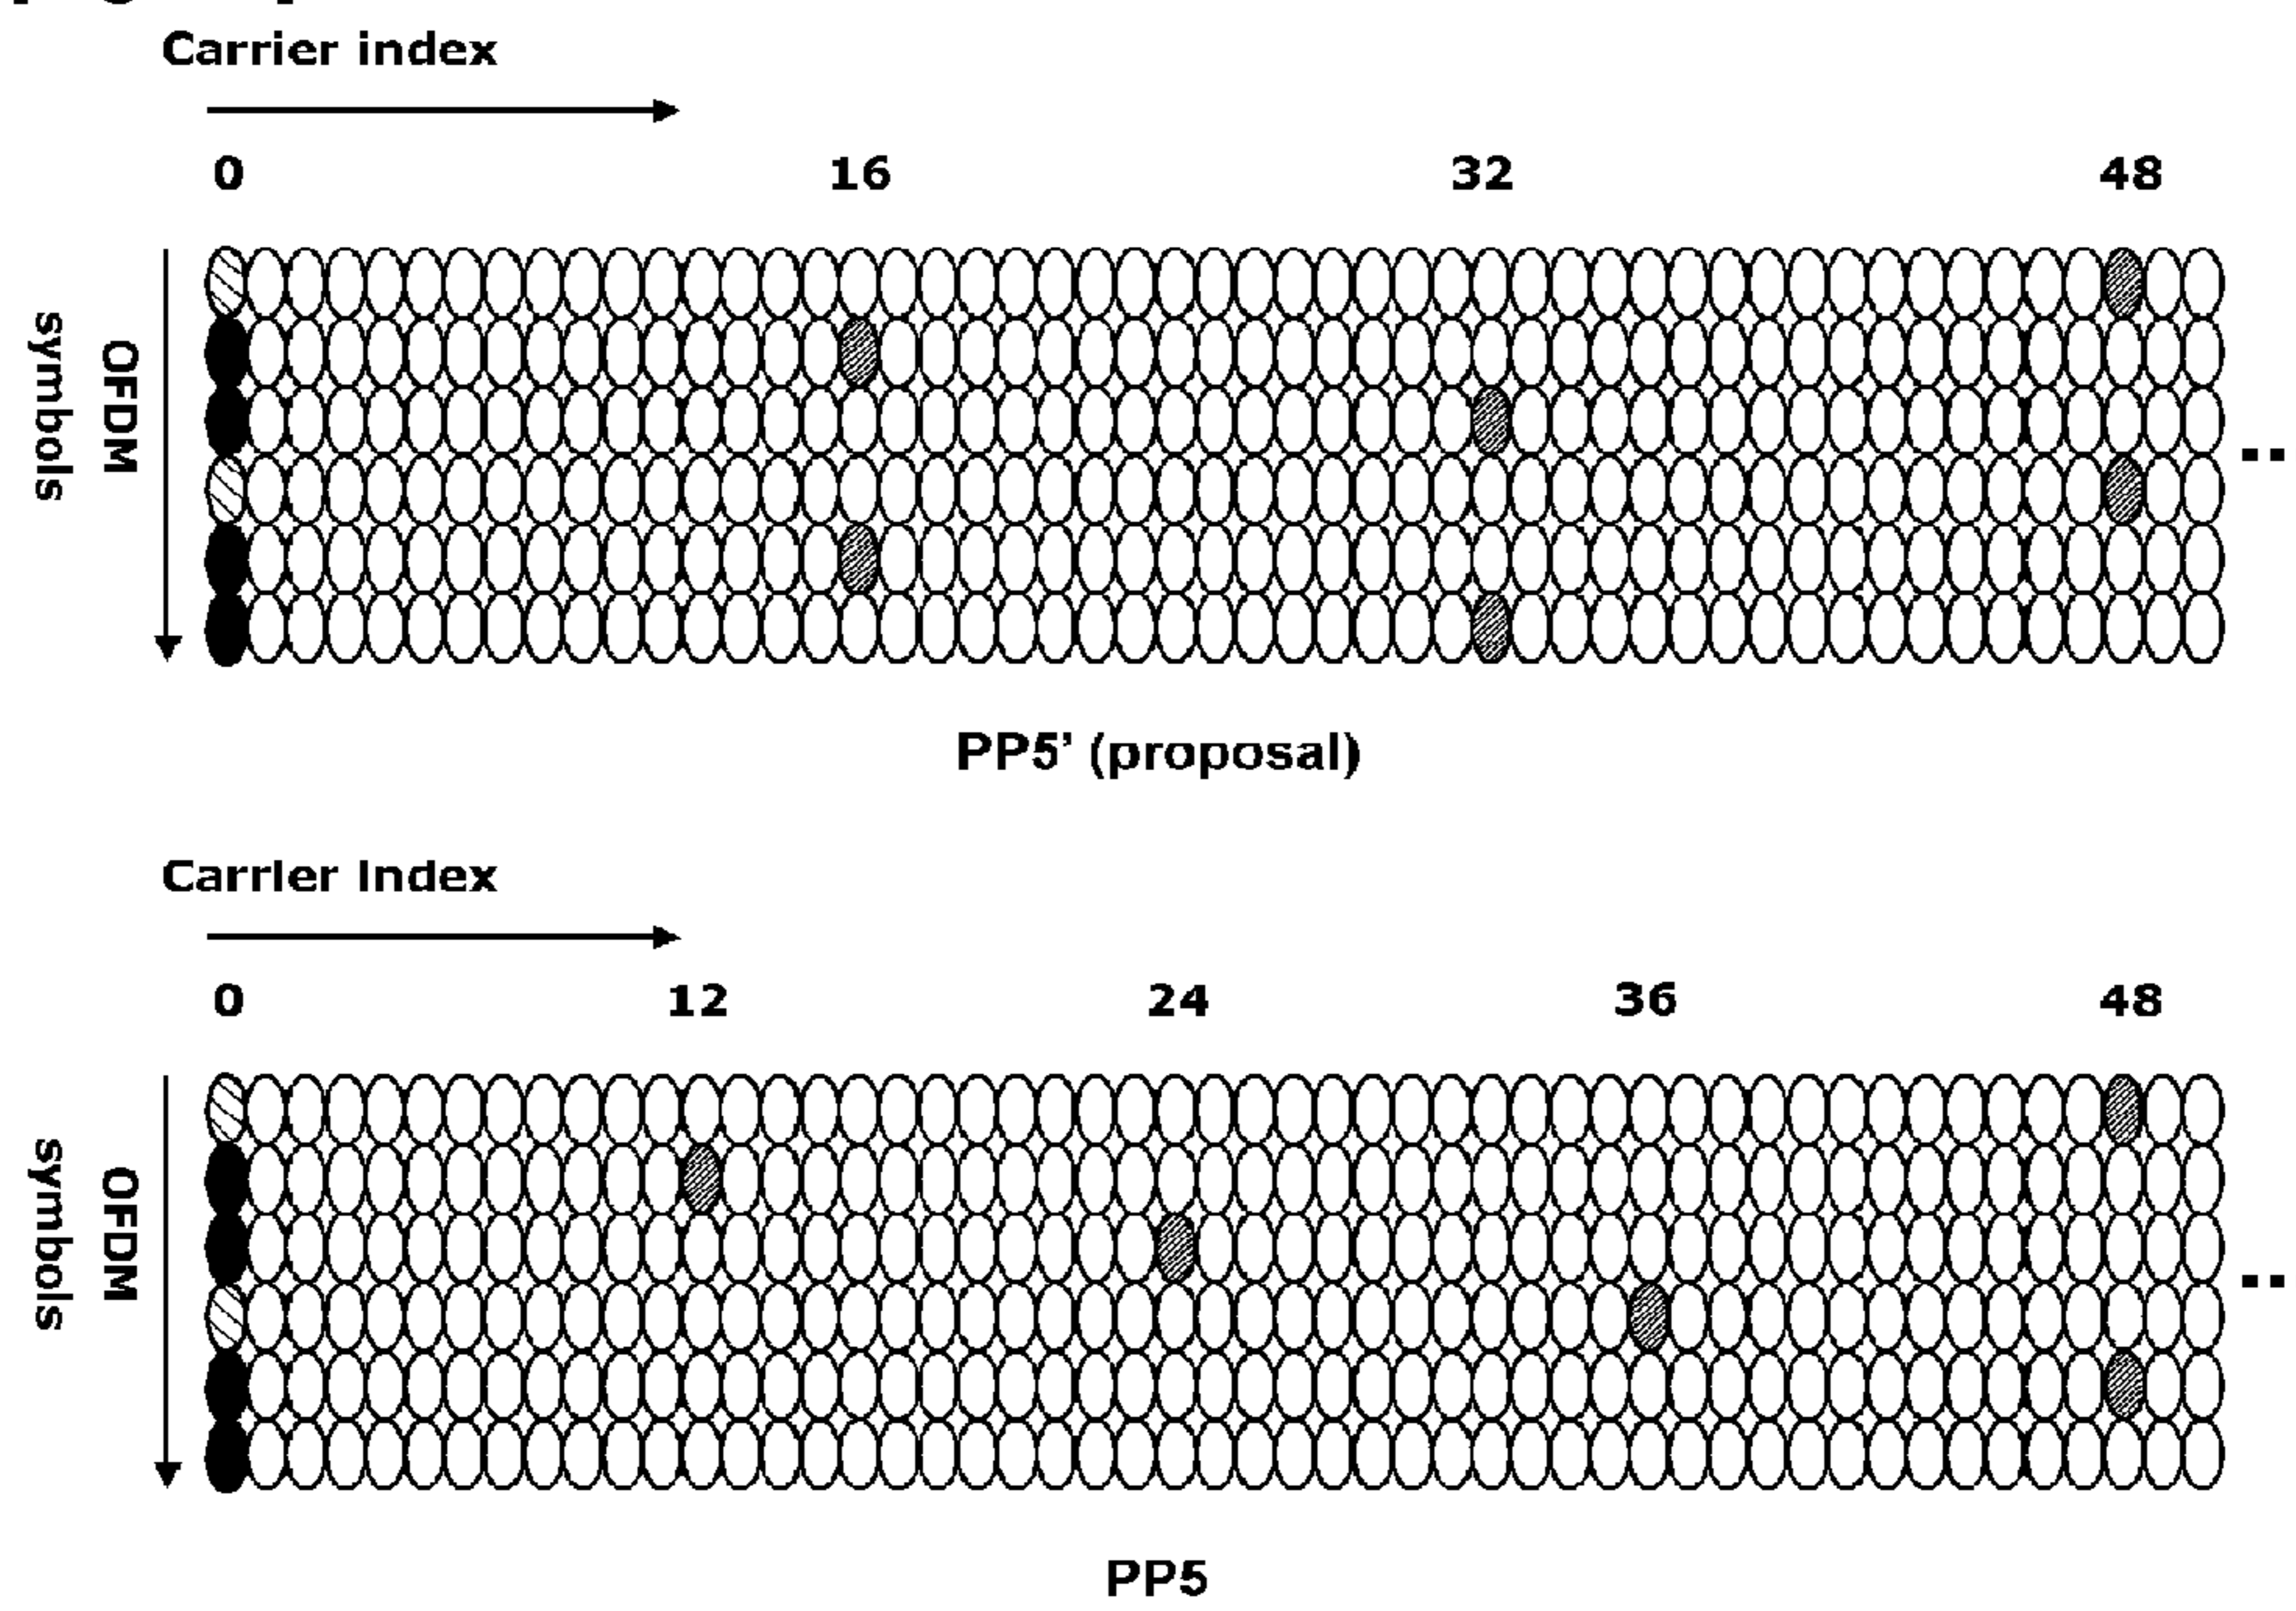 Carrier index
0 16 32 48
OFDM
symbols
..
PP5' (proposal)
Carrier Index
0 12 24 36 48
OFDM
symbols
..
PP5